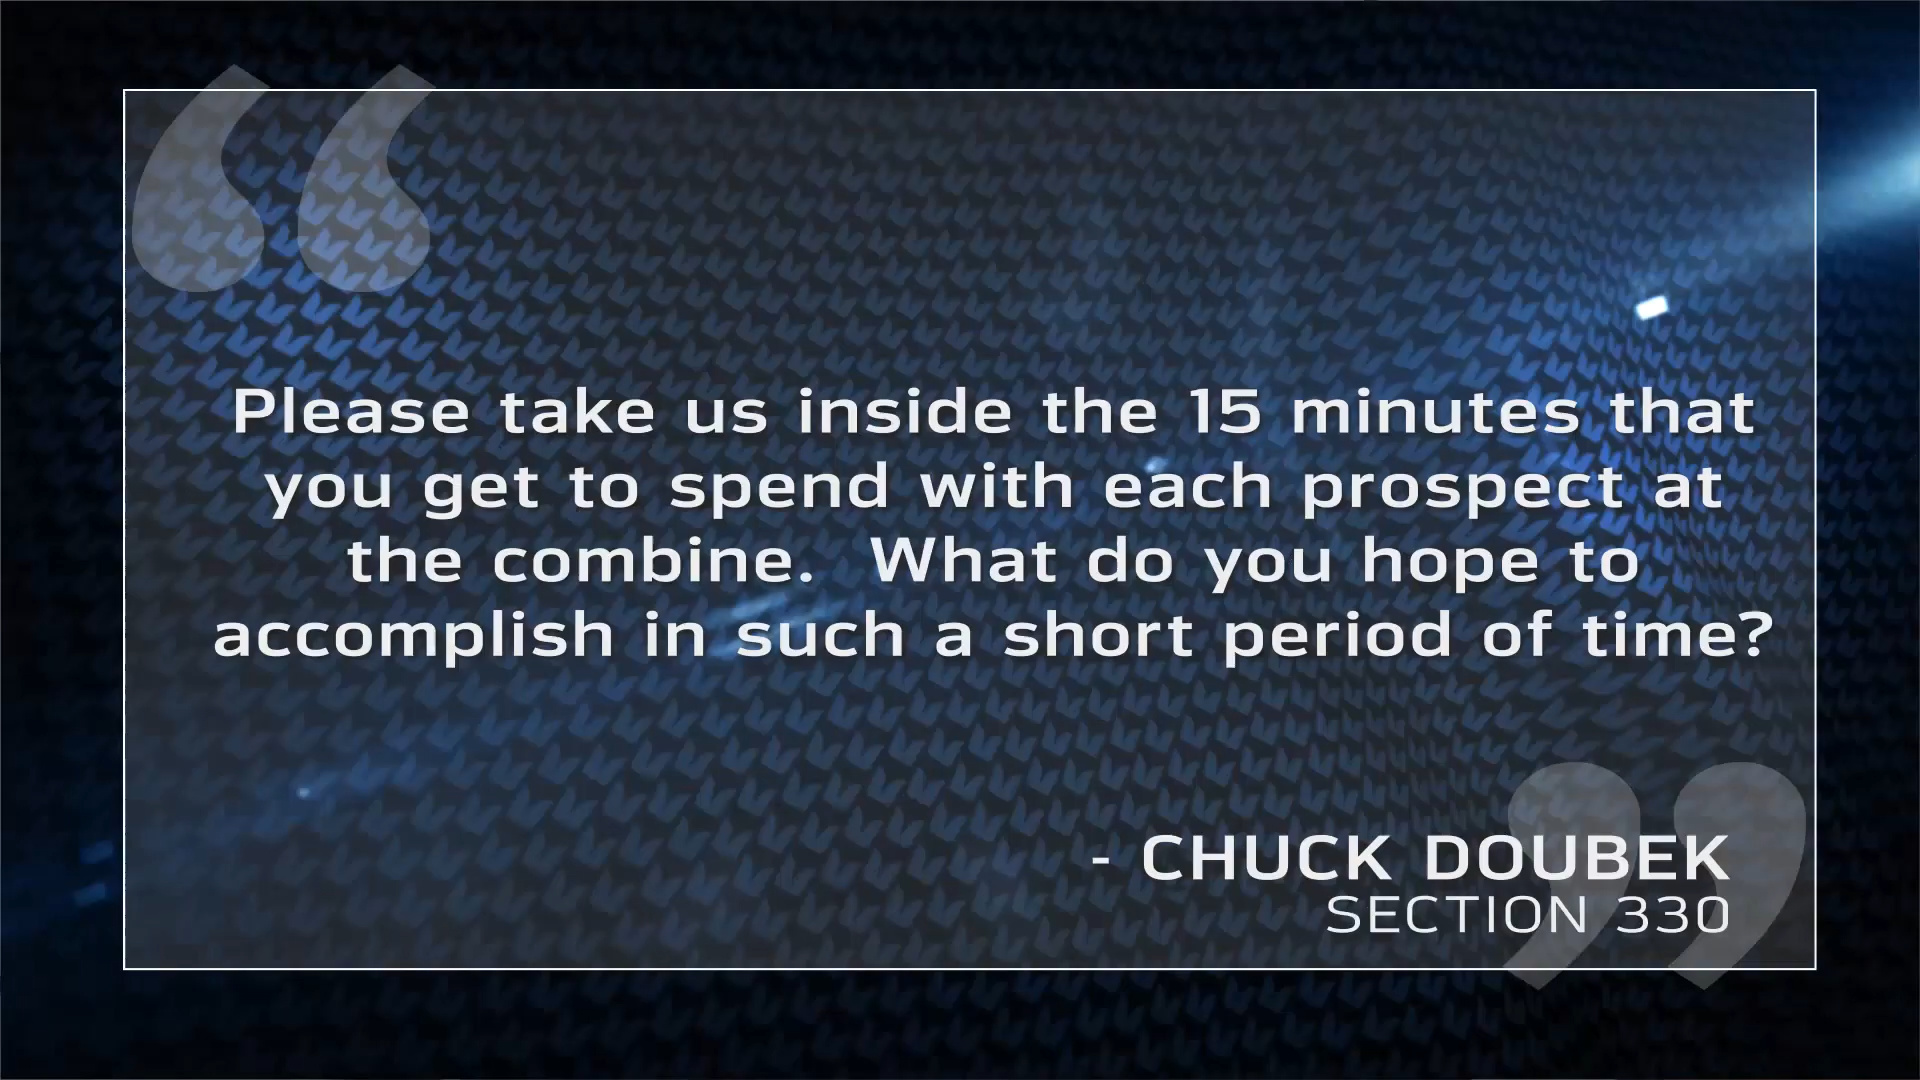 Please take us inside the 15 minutes that
you get to spend with each prospect at
the combine.  What do you hope to
accomplish in such a short period of time?
- CHUCK DOUBEK
SECTION 330